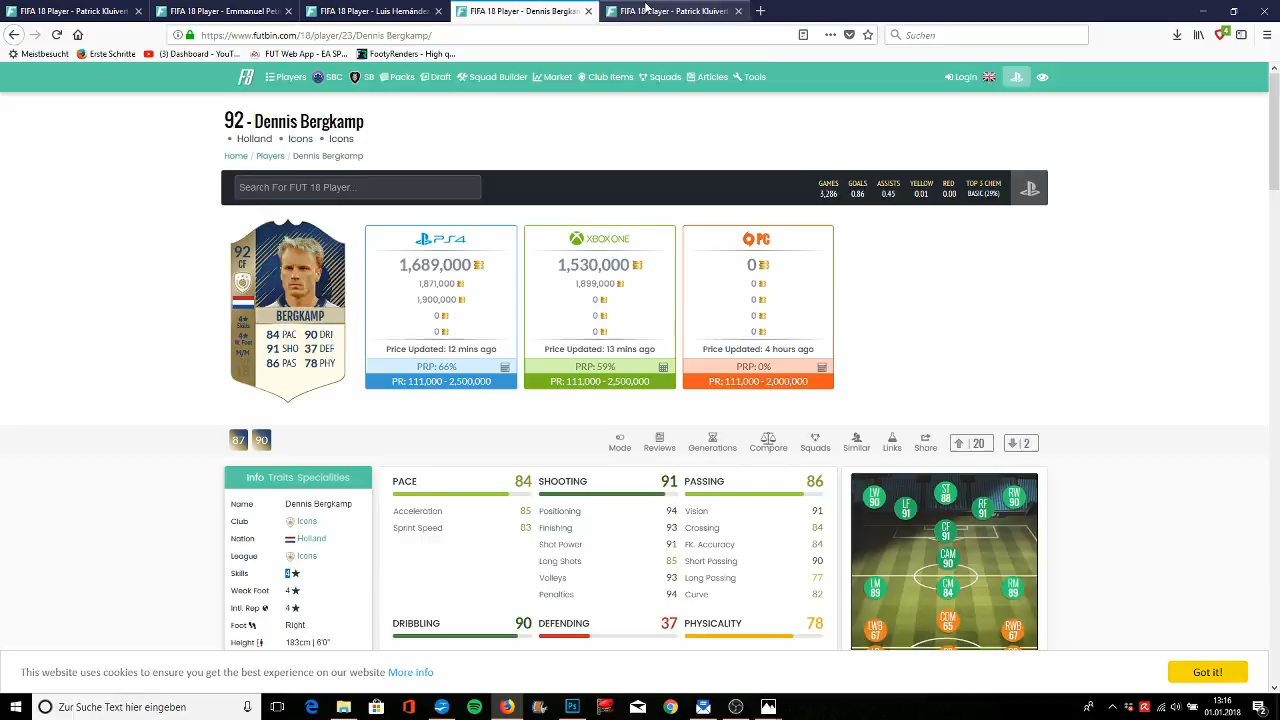 FIFA 18 Player - Patrick Kluivert
FIFA 18 Player - Emmanuel Petit
FIFA 18 Player - Luis Hernández
FIFA 18 Player - Dennis Bergkamp
FIFA 18 Player - Patrick Kluivert
https://www.futbin.com/18/player/23/Dennis Bergkamp/
Suchen
4
Meistbesucht
Erste Schritte
(3) Dashboard - YouT...
FUT Web App - EA SP...
FootyRenders - High q...
Players
SBC
SB
Packs
Draft
Squad Builder
Market
Club Items
Squads
Articles
Tools
Login
92 - Dennis Bergkamp
• Holland • Icons • Icons
Home / Players / Dennis Bergkamp
Search For FUT 18 Player...
GAMES GOALS ASSISTS YELLOW RED TOP 3 CHEM
3,286 0.86 0.45 0.01 0.00 BASIC (29%)
92
CF
4★
Skills
4★
W. Foot
M/M
BERGKAMP
84 PAC 90 DRI
91 SHO 37 DEF
86 PAS 78 PHY
PS4
1,689,000
1,871,000
1,900,000
0
0
Price Updated: 12 mins ago
PRP: 66%
PR: 111,000 - 2,500,000
XBOX ONE
1,530,000
1,899,000
0
0
0
Price Updated: 13 mins ago
PRP: 59%
PR: 111,000 - 2,500,000
PC
0
0
0
0
0
Price Updated: 4 hours ago
PRP: 0%
PR: 111,000 - 2,000,000
87 90
Mode
Reviews
Generations
Compare
Squads
Similar
Links
Share
20
2
Info Traits Specialities
Name Dennis Bergkamp
Club Icons
Nation Holland
League Icons
Skills 4★
Weak Foot 4★
Intl. Rep 4★
Foot Right
Height 183cm | 6'0"
PACE 84
Acceleration 85
Sprint Speed 83
SHOOTING 91
Positioning 94
Finishing 93
Shot Power 91
Long Shots 85
Volleys 93
Penalties 94
PASSING 86
Vision 91
Crossing 84
FK. Accuracy 84
Short Passing 90
Long Passing 77
Curve 82
DRIBBLING 90
DEFENDING 37
PHYSICALITY 78
LW 90
ST 88
RW 90
LF 91
RF 91
CF 91
CAM 90
LM 89
CM 84
RM 89
CDM 65
LWB 67
RWB 67
This website uses cookies to ensure you get the best experience on our website More info
Got it!
Zur Suche Text hier eingeben
13:16
01.01.2018
2